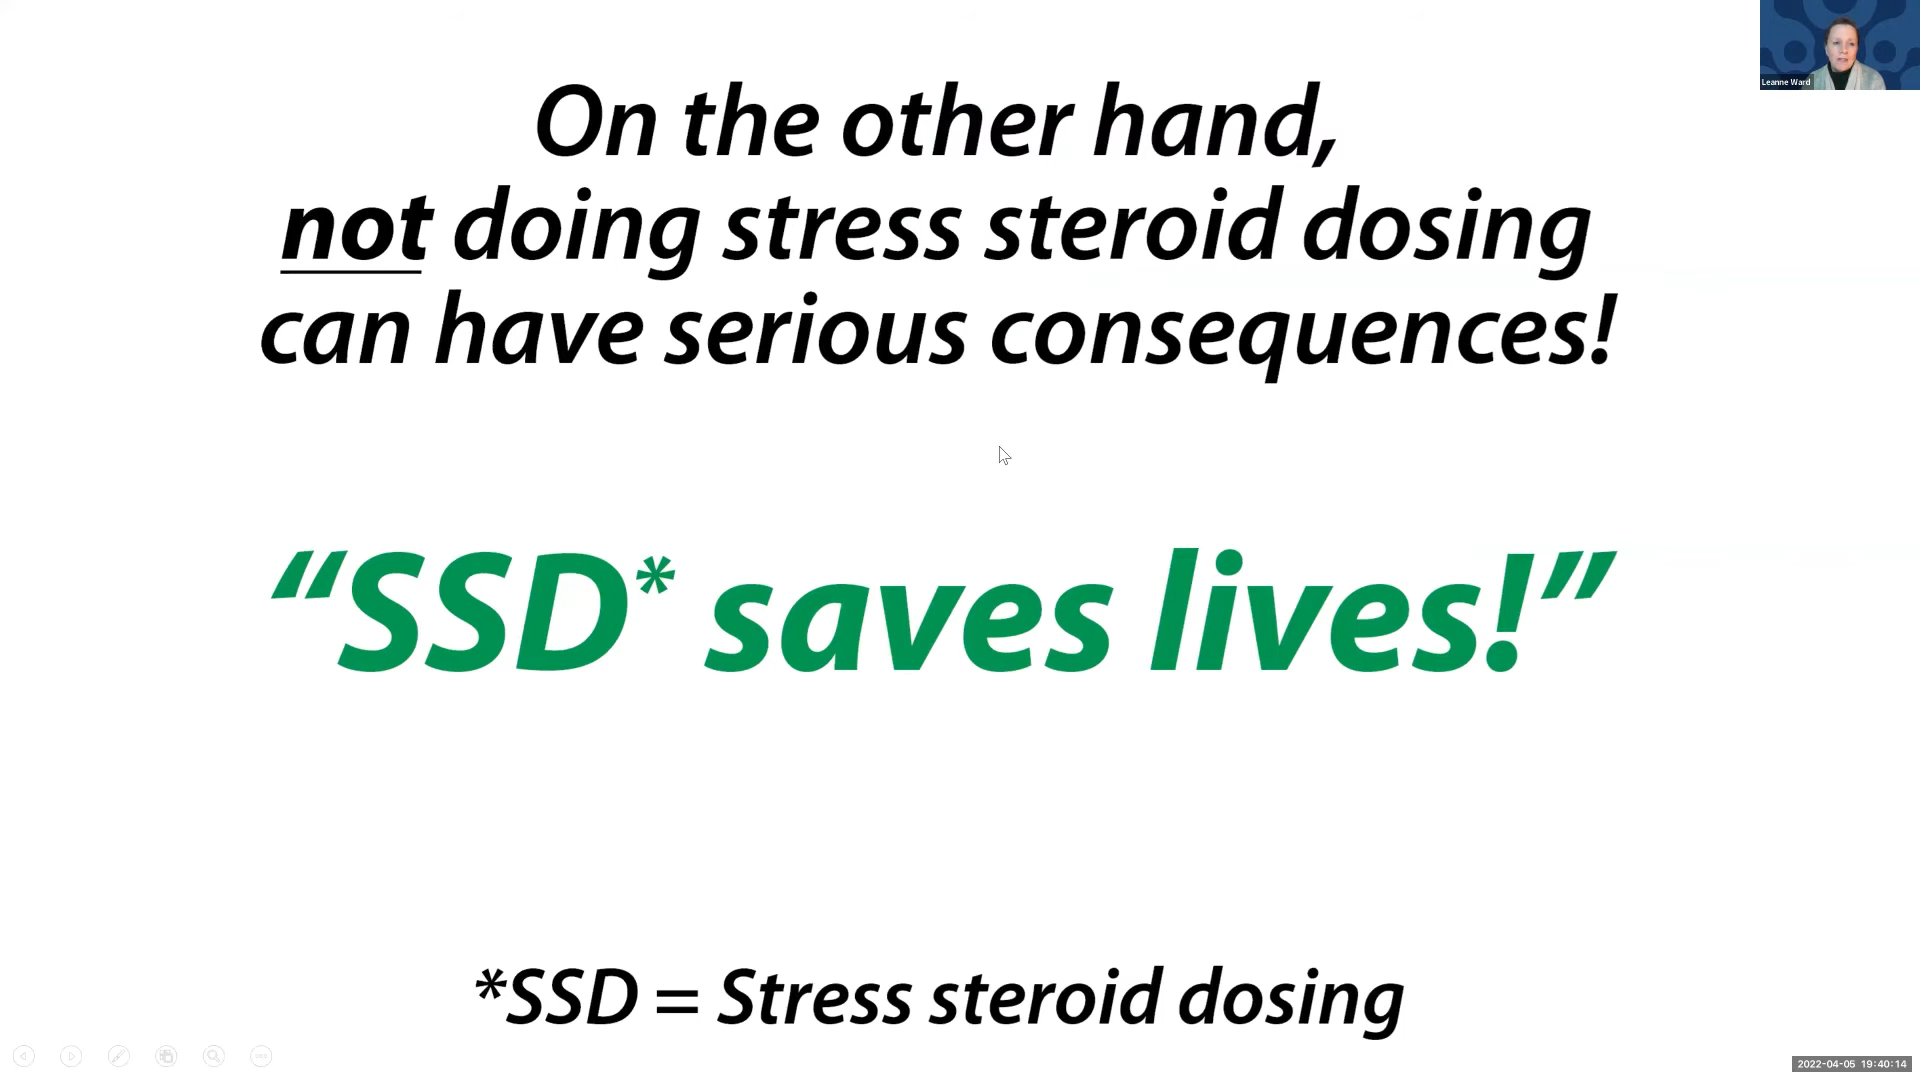 Leanne Ward
On the other hand,
not doing stress steroid dosing
can have serious consequences!
“SSD* saves lives!”
*SSD = Stress steroid dosing
2022-04-05 19:40:14